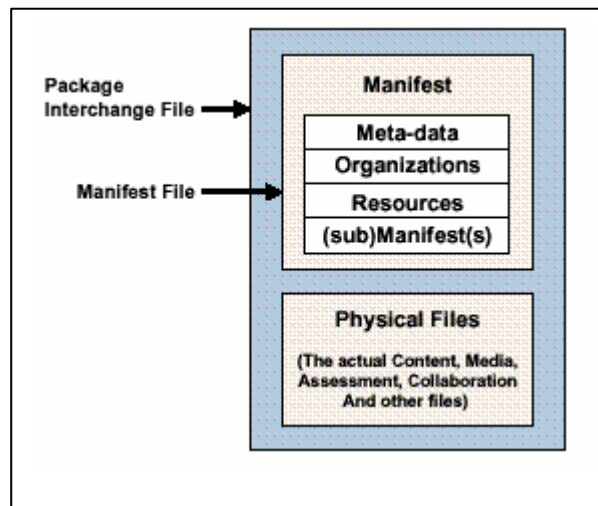 Package
Interchange File
Manifest File
Manifest
Meta-data
Organizations
Resources
(sub)Manifest(s)
Physical Files
(The actual Content, Media,
Assessment, Collaboration
And other files)